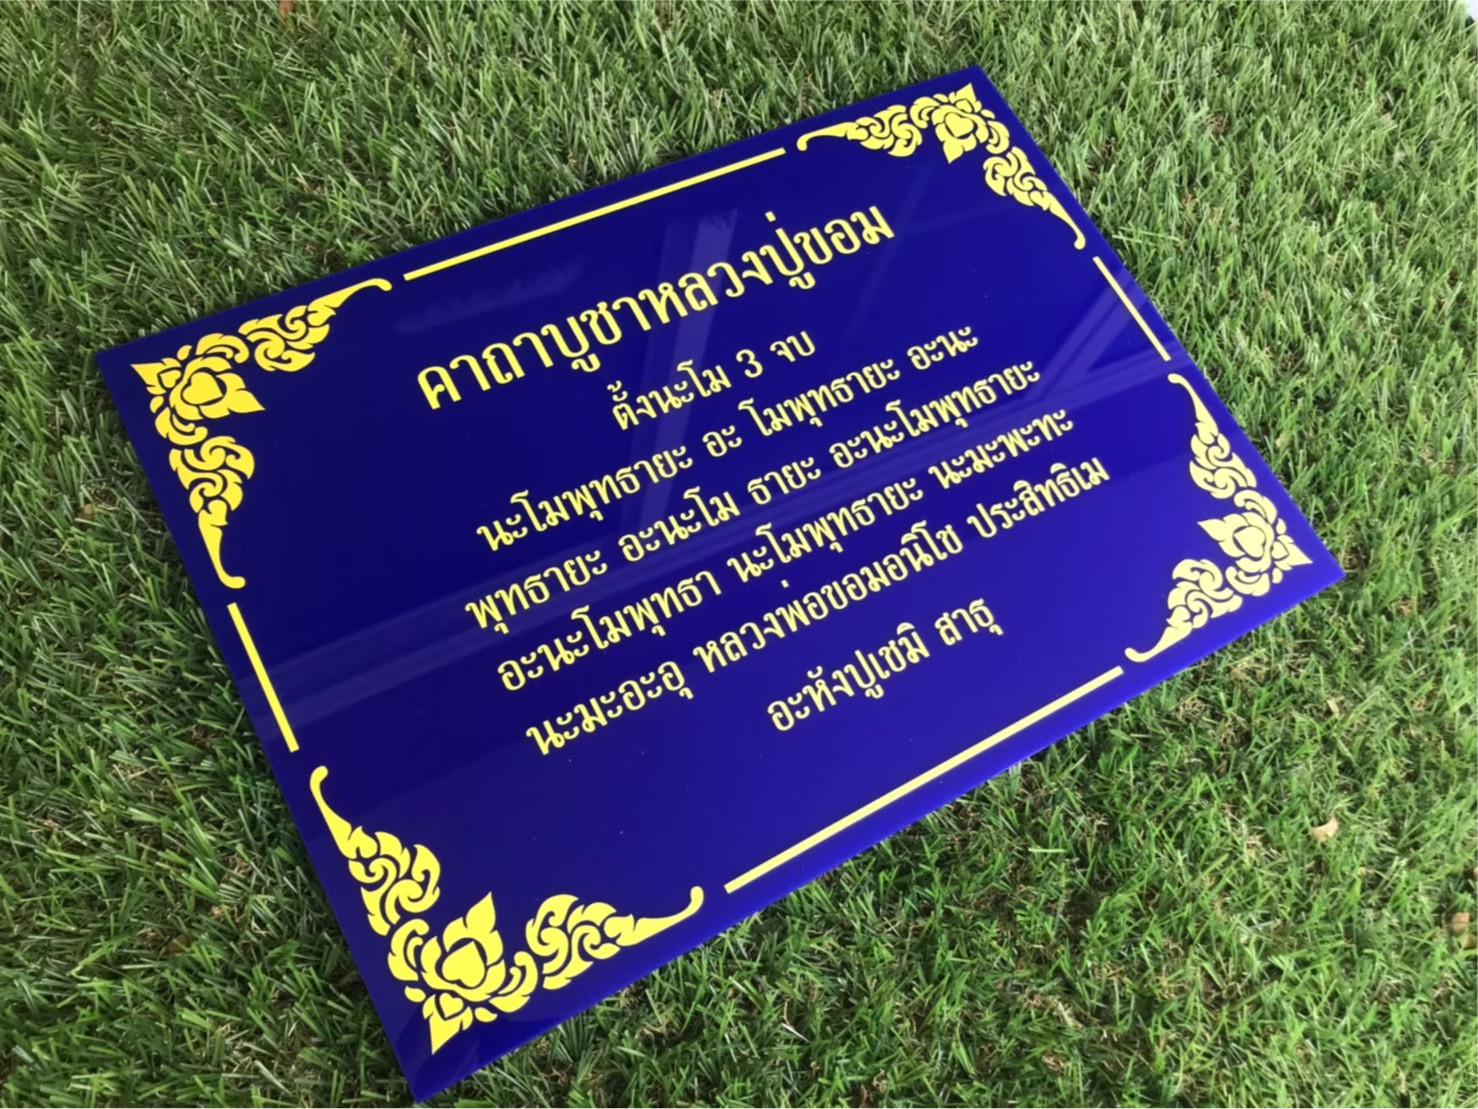 คาถาบูชาหลวงปู่ขอม
ตั้งนะโม 3 จบ
นะโมพุทธายะ อะ โมพุทธายะ อะนะ
พุทธายะ อะนะโม ธายะ อะนะโมพุทธายะ
อะนะโมพุทธา นะโมพุทธายะ นะมะพะทะ
นะมะอะอุ หลวงพ่อขอมอนิโช ประสิทธิเม
อะหังปูเชมิ สาธุ